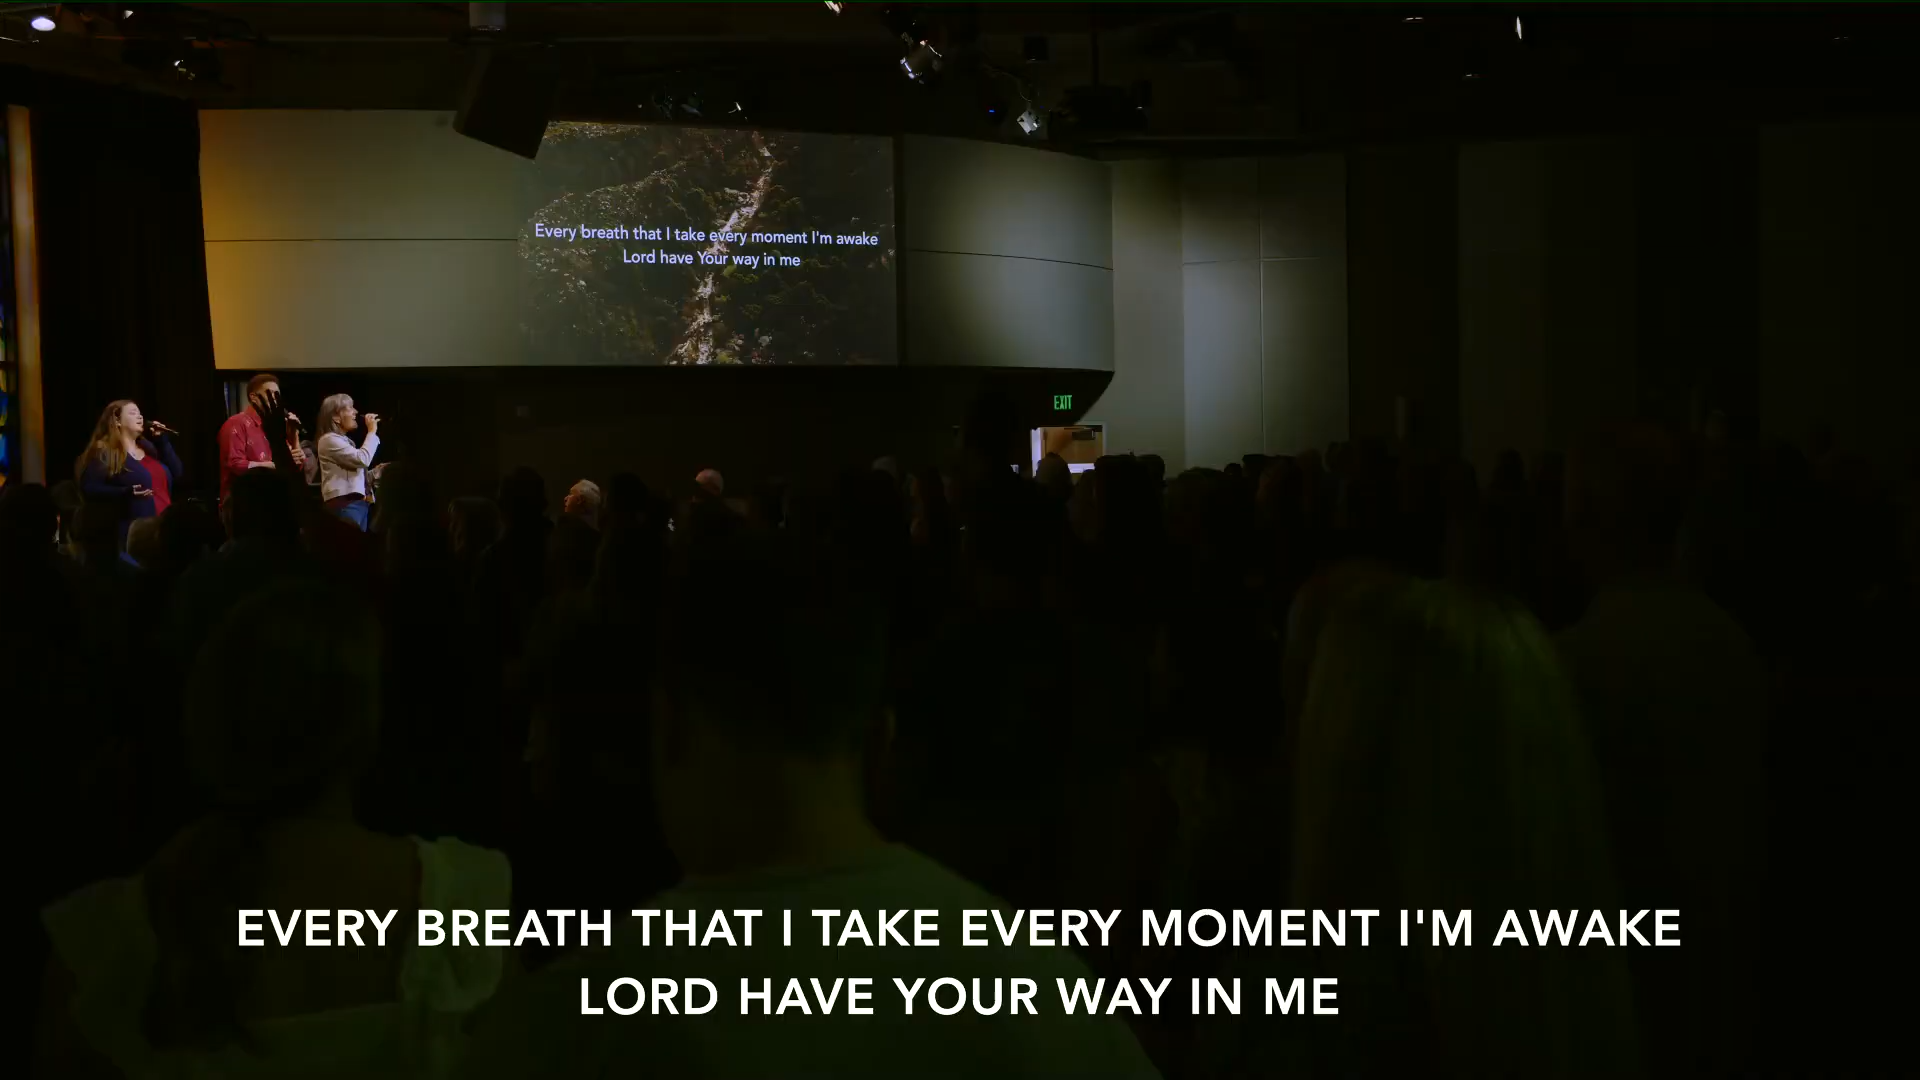 Every breath that I take every moment I'm awake
Lord have Your way in me
EXIT
EVERY BREATH THAT I TAKE EVERY MOMENT I'M AWAKE
LORD HAVE YOUR WAY IN ME